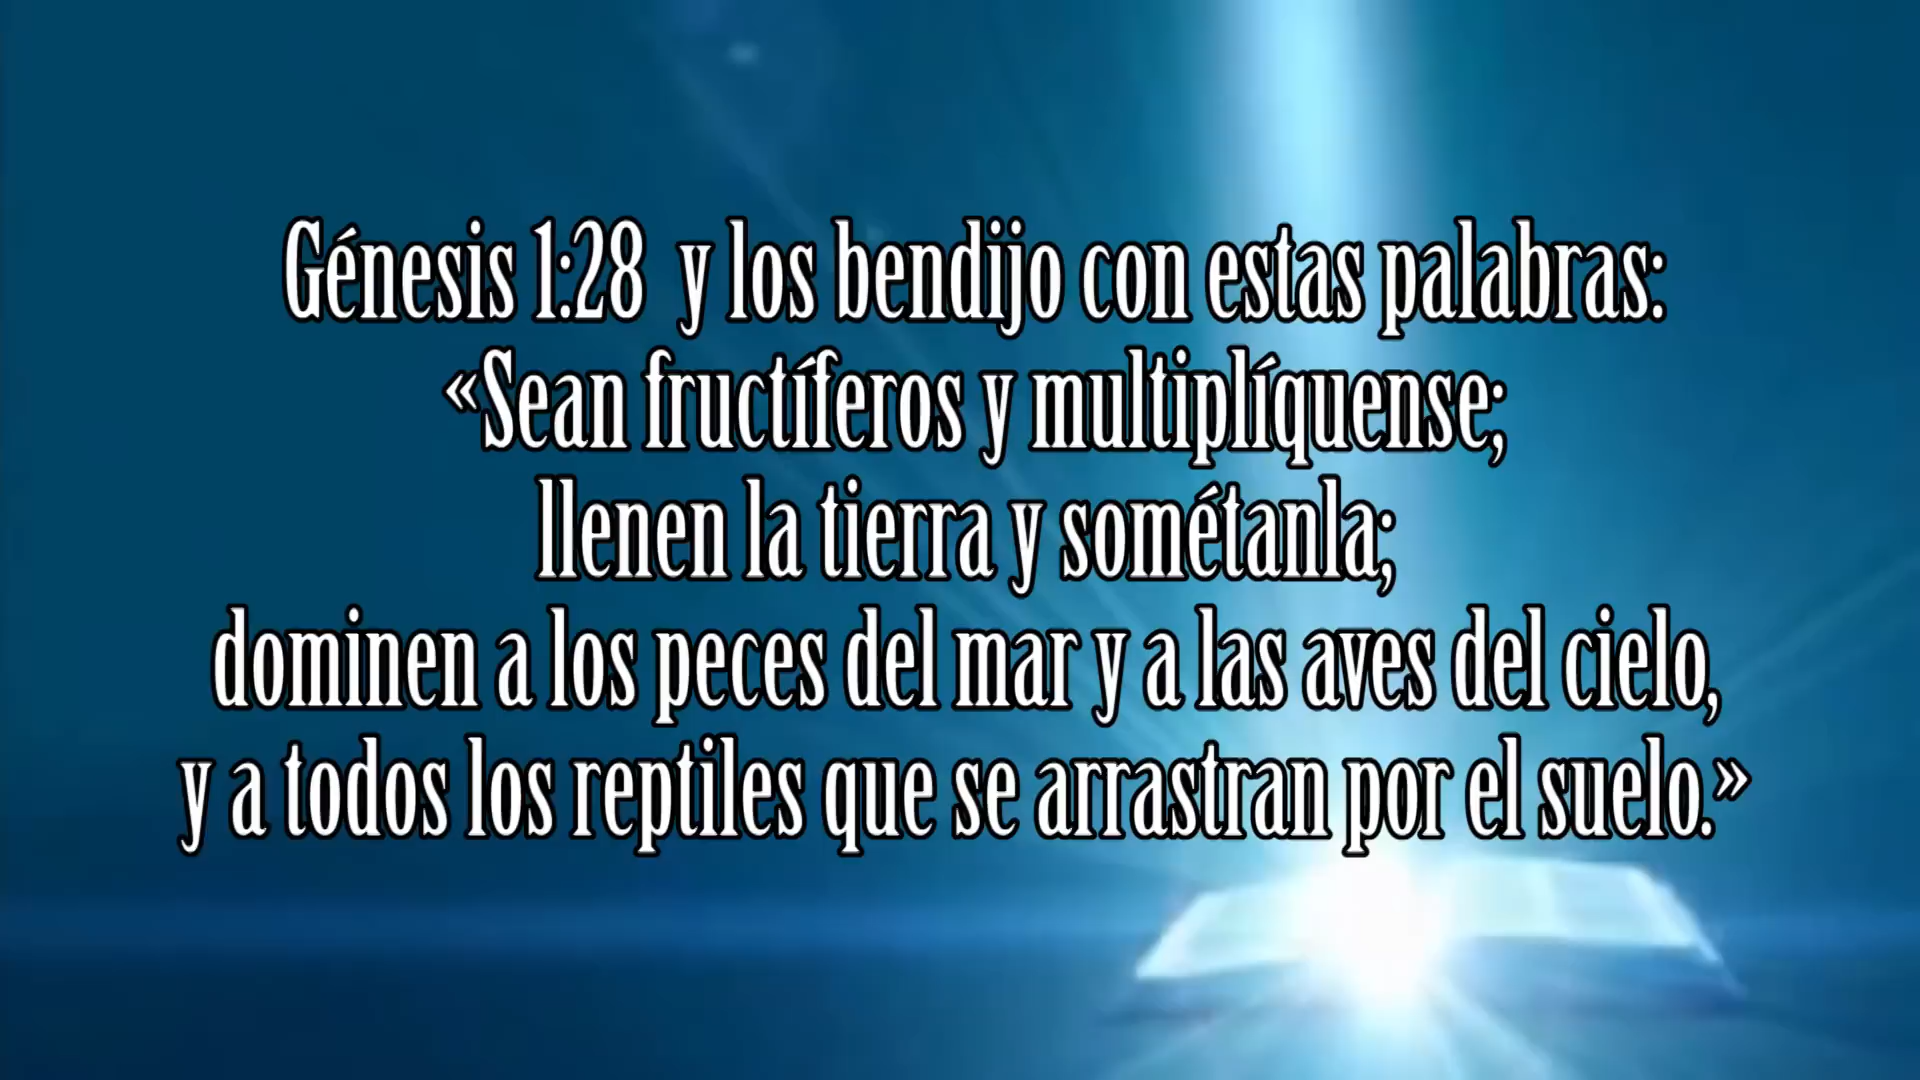 Génesis 1:28  y los bendijo con estas palabras:
«Sean fructíferos y multiplíquense;
llenen la tierra y sométanla;
dominen a los peces del mar y a las aves del cielo,
y a todos los reptiles que se arrastran por el suelo.»